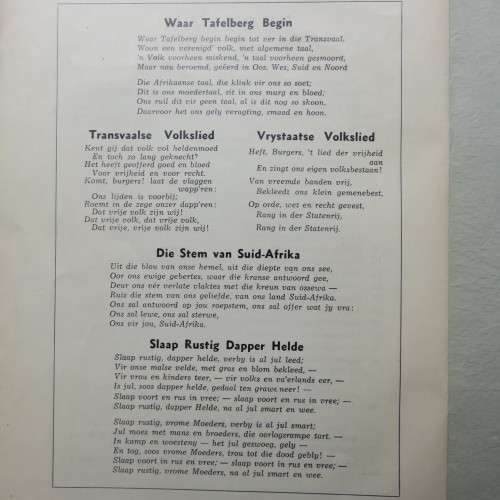 Waar Tafelberg Begin
Waar Tafelberg begin begin tot ver in die Transvaal,
Woon een verenigd' volk, met algemene taal,
'n Volk voorheen miskend, 'n taal voorheen gesmoord,
Maar nou beroemd, geëerd in Oos, Wes, Suid en Noord
Die Afrikaanse taal, die klink vir ons so soet;
Dit is ons moedertaal, sit in ons murg en bloed;
Ons ruil dit vir geen taal, al is dit nog so skoon,
Daarvoor het ons gely veragting, smaad en hoon.
Transvaalse Volkslied
Kent gij dat volk vol heldenmoed
En toch zo lang geknecht?
Het heeft geofferd goed en bloed
Voor vrijheid en voor recht.
Komt, burgers! laat de vlaggen
wapp'ren:
Ons lijden is voorbij;
Roemt in de zege onzer dapp'ren:
Dat vrije volk zijn wij!
Dat vrije volk, dat vrije volk,
Dat vrije, vrije volk zijn wij!
Vrystaatse Volkslied
Heft, Burgers, 't lied der vrijheid
aan
En zingt ons eigen volksbestaan!
Van vreemde banden vrij,
Bekleedt ons klein gemenebest,
Op orde, wet en recht gevest,
Rang in der Statenrij,
Rang in der Statenrij.
Die Stem van Suid-Afrika
Uit die blou van onse hemel, uit die diepte van ons see,
Oor ons ewige gebertes, waar die kranse antwoord gee,
Deur ons vêr verlate vlaktes met die kreun van ossewa —
Ruis die stem van ons geliefde, van ons land Suid-Afrika.
Ons sal antwoord op jou roepstem, ons sal offer wat jy vra:
Ons sal lewe, ons sal sterwe,
Ons vir jou, Suid-Afrika.
Slaap Rustig Dapper Helde
Slaap rustig, dapper helde, verby is al jul leed;
Vir onse malse velde, met gras en blom bekleed, —
Vir vrou en kinders teer, — vir volks en va'erlands eer, —
Is jul, soos dapper helde, gedaal ten grawe neer! —
Slaap voort en rus in vree; — slaap voort en rus in vree; —
Slaap rustig, dapper Helde, na al jul smart en wee.
Slaap rustig, vrome Moeders, verby is al jul smart;
Jul moes met mans en broeders, die oorlogsrampe tart. —
In kamp en woesteny — het jul geswoeg, gely —
En tog, soos vrome Moeders, trou tot die dood gebly! —
Slaap voort in rus en vree; — slaap voort in rus en vree; —
Slaap rustig, vrome Moeders, na al jul smart en wee.